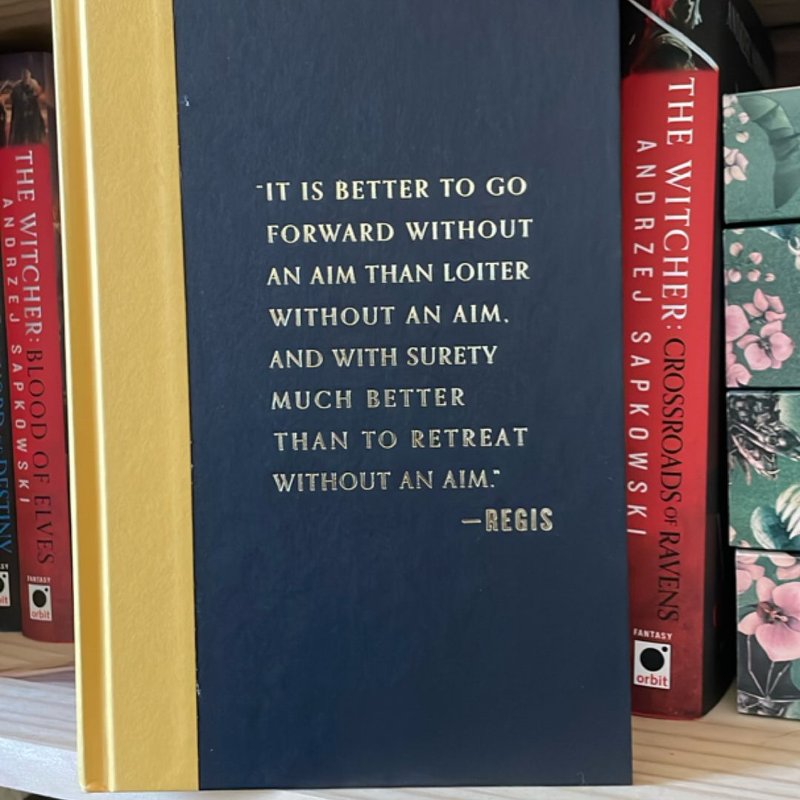 "IT IS BETTER TO GO
FORWARD WITHOUT
AN AIM THAN LOITER
WITHOUT AN AIM,
AND WITH SURETY
MUCH BETTER
THAN TO RETREAT
WITHOUT AN AIM."
—REGIS
DESTINY
THE WITCHER: BLOOD OF ELVES
ANDRZEJ SAPKOWSKI
FANTASY
orbit
THE WITCHER: CROSSROADS OF RAVENS
ANDRZEJ SAPKOWSKI
FANTASY
orbit